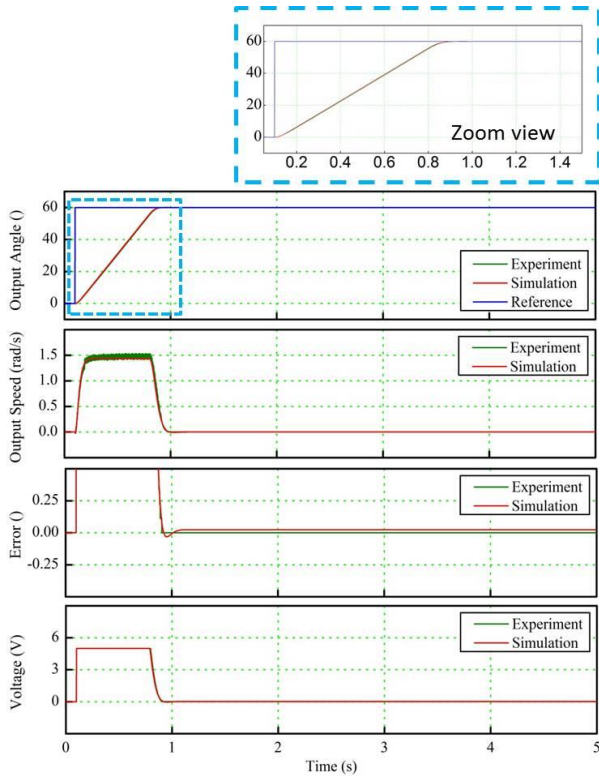 60
40
20
0
Zoom view
0.2 0.4 0.6 0.8 1.0 1.2 1.4
Output Angle ()
60
40
20
0
Experiment
Simulation
Reference
Output Speed (rad/s)
1.5
1.0
0.5
0.0
Experiment
Simulation
Error ()
0.25
0.00
-0.25
Experiment
Simulation
Voltage (V)
6
3
0
Experiment
Simulation
0 1 2 3 4 5
Time (s)